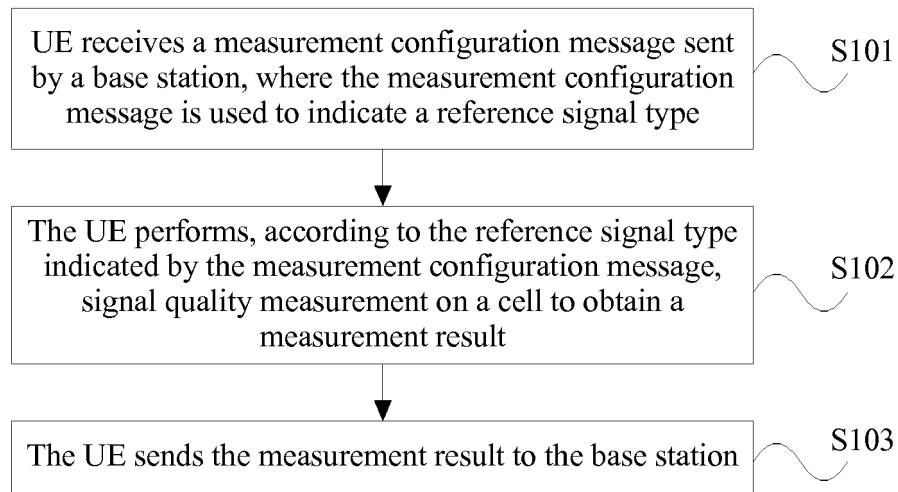 UE receives a measurement configuration message sent
by a base station, where the measurement configuration
message is used to indicate a reference signal type
S101
The UE performs, according to the reference signal type
indicated by the measurement configuration message,
signal quality measurement on a cell to obtain a
measurement result
S102
The UE sends the measurement result to the base station
S103